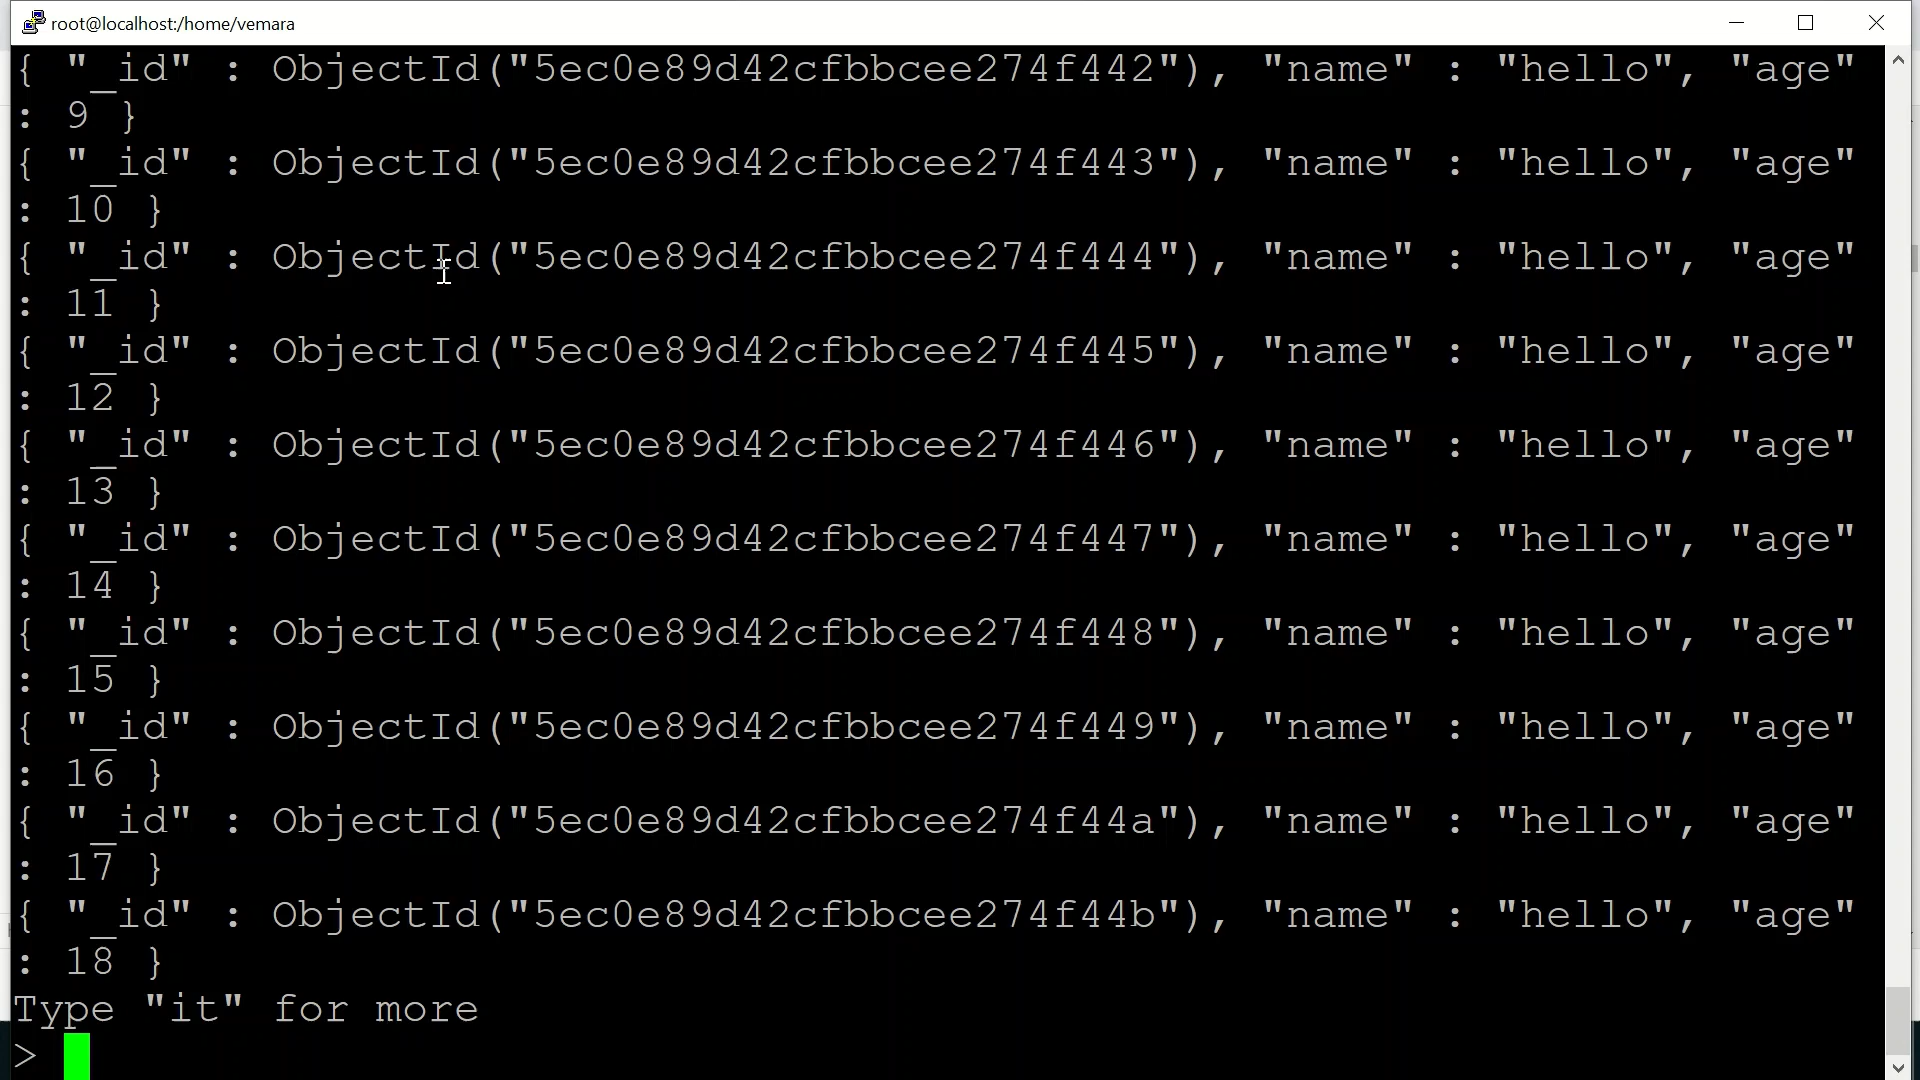 root@localhost:/home/vemara
{ "_id" : ObjectId("5ec0e89d42cfbbcee274f442"), "name" : "hello", "age"
: 9 }
{ "_id" : ObjectId("5ec0e89d42cfbbcee274f443"), "name" : "hello", "age"
: 10 }
{ "_id" : ObjectId("5ec0e89d42cfbbcee274f444"), "name" : "hello", "age"
: 11 }
{ "_id" : ObjectId("5ec0e89d42cfbbcee274f445"), "name" : "hello", "age"
: 12 }
{ "_id" : ObjectId("5ec0e89d42cfbbcee274f446"), "name" : "hello", "age"
: 13 }
{ "_id" : ObjectId("5ec0e89d42cfbbcee274f447"), "name" : "hello", "age"
: 14 }
{ "_id" : ObjectId("5ec0e89d42cfbbcee274f448"), "name" : "hello", "age"
: 15 }
{ "_id" : ObjectId("5ec0e89d42cfbbcee274f449"), "name" : "hello", "age"
: 16 }
{ "_id" : ObjectId("5ec0e89d42cfbbcee274f44a"), "name" : "hello", "age"
: 17 }
{ "_id" : ObjectId("5ec0e89d42cfbbcee274f44b"), "name" : "hello", "age"
: 18 }
Type "it" for more
>